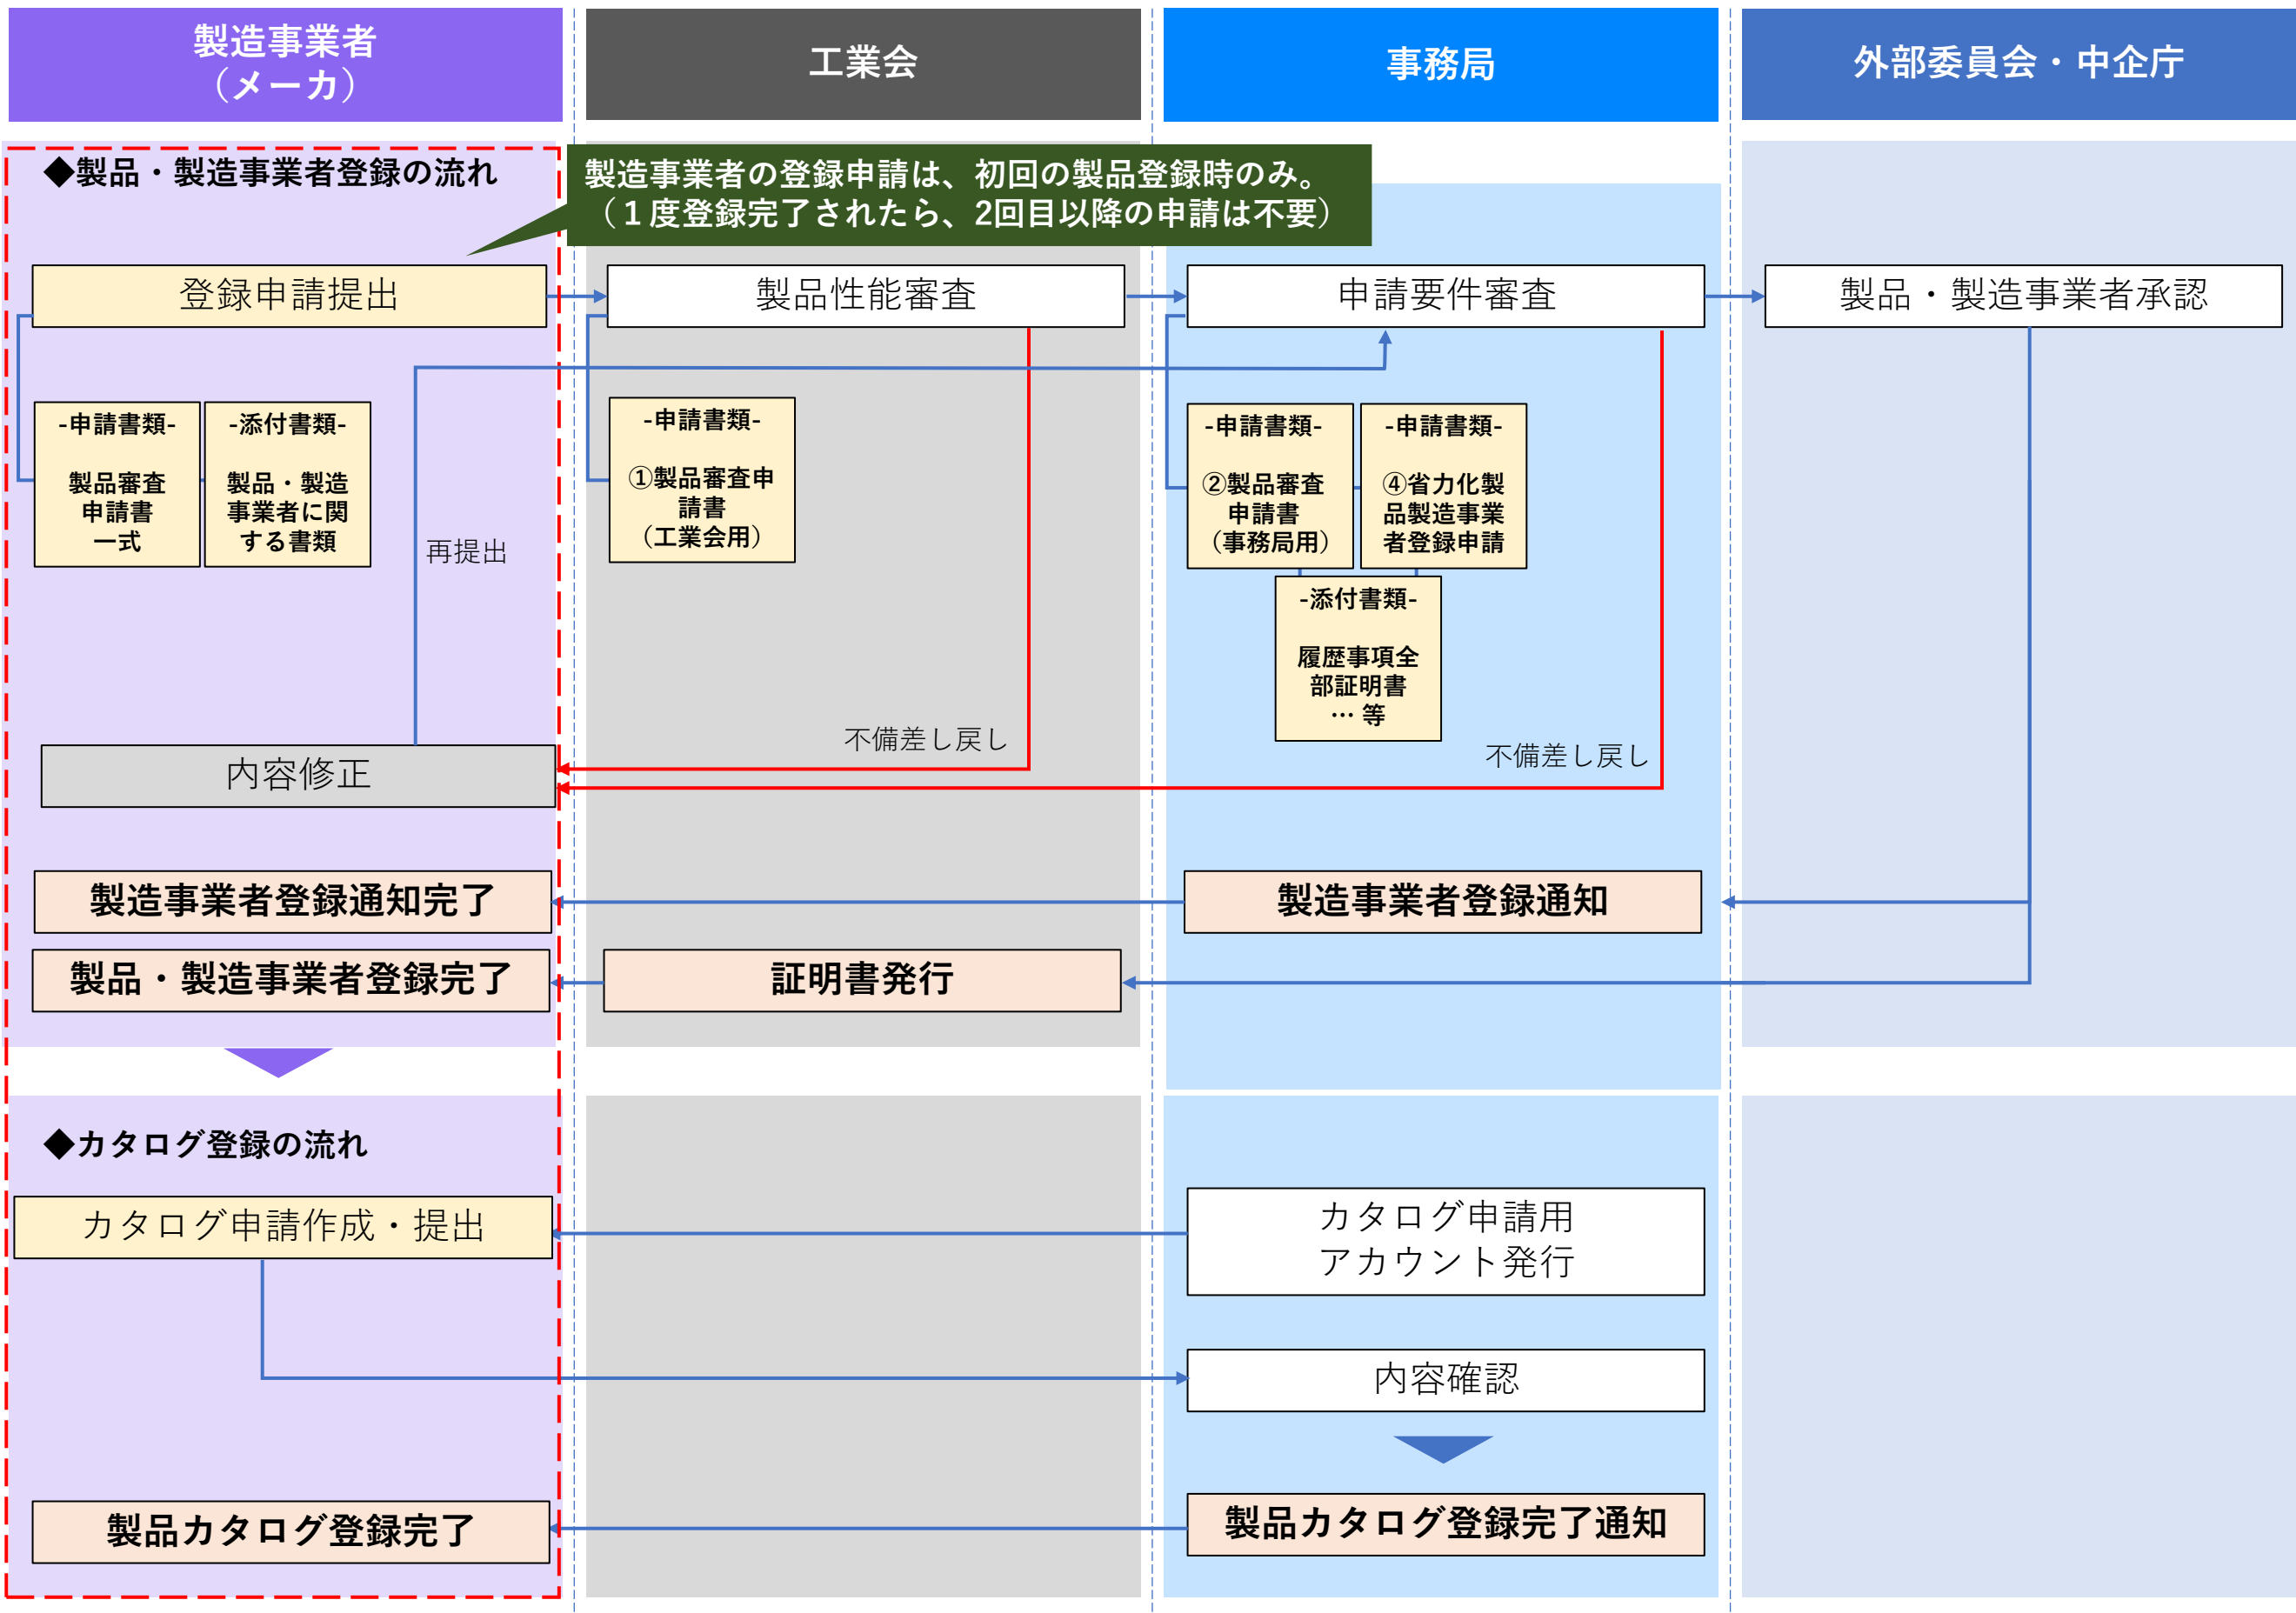 製造事業者
（メーカ）
工業会
事務局
外部委員会・中企庁
◆製品・製造事業者登録の流れ
製造事業者の登録申請は、初回の製品登録時のみ。
（１度登録完了されたら、2回目以降の申請は不要）
登録申請提出
製品性能審査
申請要件審査
製品・製造事業者承認
-申請書類-
製品審査
申請書
一式
-添付書類-
製品・製造
事業者に関
する書類
再提出
-申請書類-
①製品審査申
請書
（工業会用）
-申請書類-
②製品審査
申請書
（事務局用）
-申請書類-
④省力化製
品製造事業
者登録申請
-添付書類-
履歴事項全
部証明書
… 等
不備差し戻し
不備差し戻し
内容修正
製造事業者登録通知完了
製造事業者登録通知
製品・製造事業者登録完了
証明書発行
◆カタログ登録の流れ
カタログ申請作成・提出
カタログ申請用
アカウント発行
内容確認
製品カタログ登録完了
製品カタログ登録完了通知